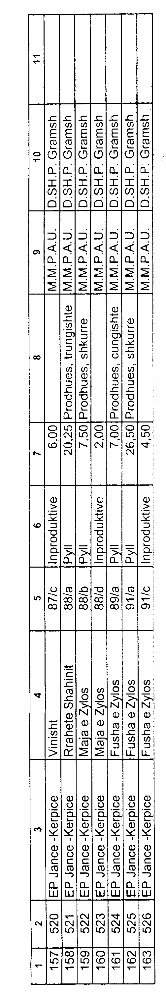 1 2 3 4 5 6 7 8 9 10 11
157 520 EP Jance -Kerpice Vinisht 87/c Inproduktive 6,00 M.M.P.A.U. D.SH.P. Gramsh
158 521 EP Jance -Kerpice Rrahete Shahinit 88/a Pyll 20,25 Prodhues, trungishte M.M.P.A.U. D.SH.P. Gramsh
159 522 EP Jance -Kerpice Maja e Zylos 88/b Pyll 7,50 Prodhues, shkurre M.M.P.A.U. D.SH.P. Gramsh
160 523 EP Jance -Kerpice Maja e Zylos 88/d Inproduktive 2,00 M.M.P.A.U. D.SH.P. Gramsh
161 524 EP Jance -Kerpice Fusha e Zylos 89/a Pyll 7,00 Prodhues, cungishte M.M.P.A.U. D.SH.P. Gramsh
162 525 EP Jance -Kerpice Fusha e Zylos 91/a Pyll 26,50 Prodhues, shkurre M.M.P.A.U. D.SH.P. Gramsh
163 526 EP Jance -Kerpice Fusha e Zylos 91/c Inproduktive 4,50 M.M.P.A.U. D.SH.P. Gramsh